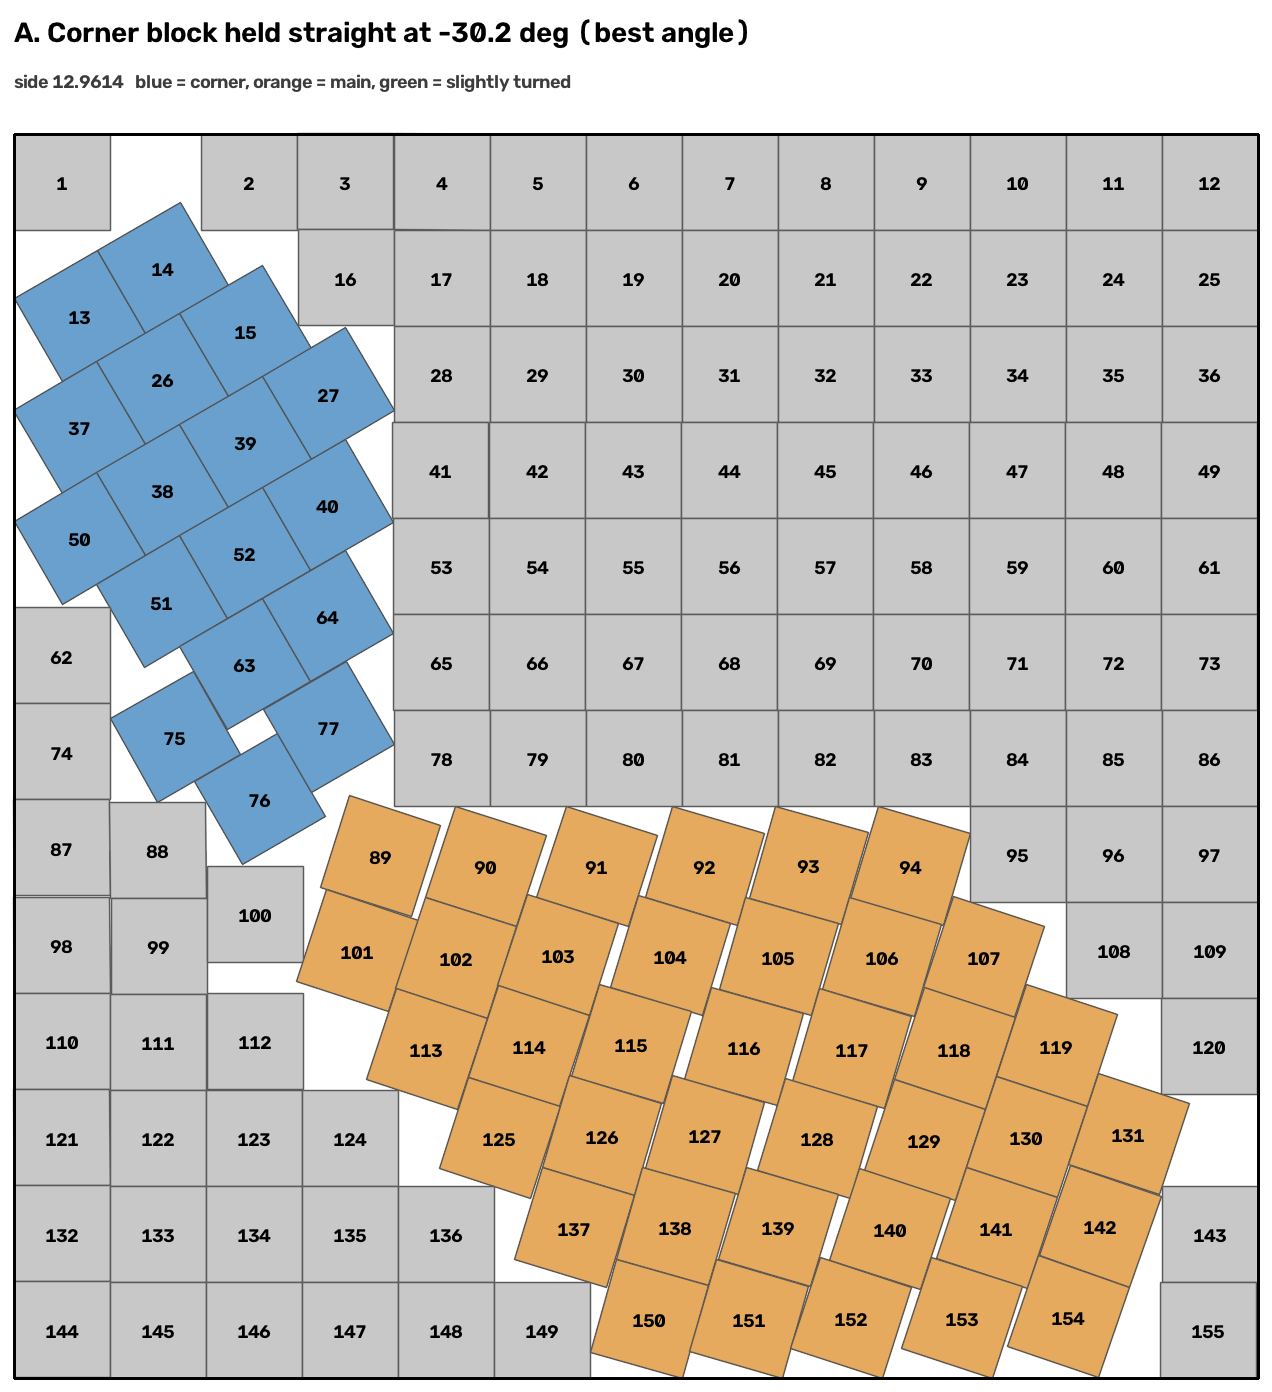 A. Corner block held straight at -30.2 deg (best angle)
side 12.9614 blue = corner, orange = main, green = slightly turned
1 2 3 4 5 6 7 8 9 10 11 12
14 16 17 18 19 20 21 22 23 24 25
13 15
26 27 28 29 30 31 32 33 34 35 36
37 39 41 42 43 44 45 46 47 48 49
38 40
50 52 53 54 55 56 57 58 59 60 61
51 64
62 63 65 66 67 68 69 70 71 72 73
74 75 77 78 79 80 81 82 83 84 85 86
76
87 88 89 90 91 92 93 94 95 96 97
100
98 99 101 102 103 104 105 106 107 108 109
110 111 112 113 114 115 116 117 118 119 120
121 122 123 124 125 126 127 128 129 130 131
132 133 134 135 136 137 138 139 140 141 142 143
144 145 146 147 148 149 150 151 152 153 154 155